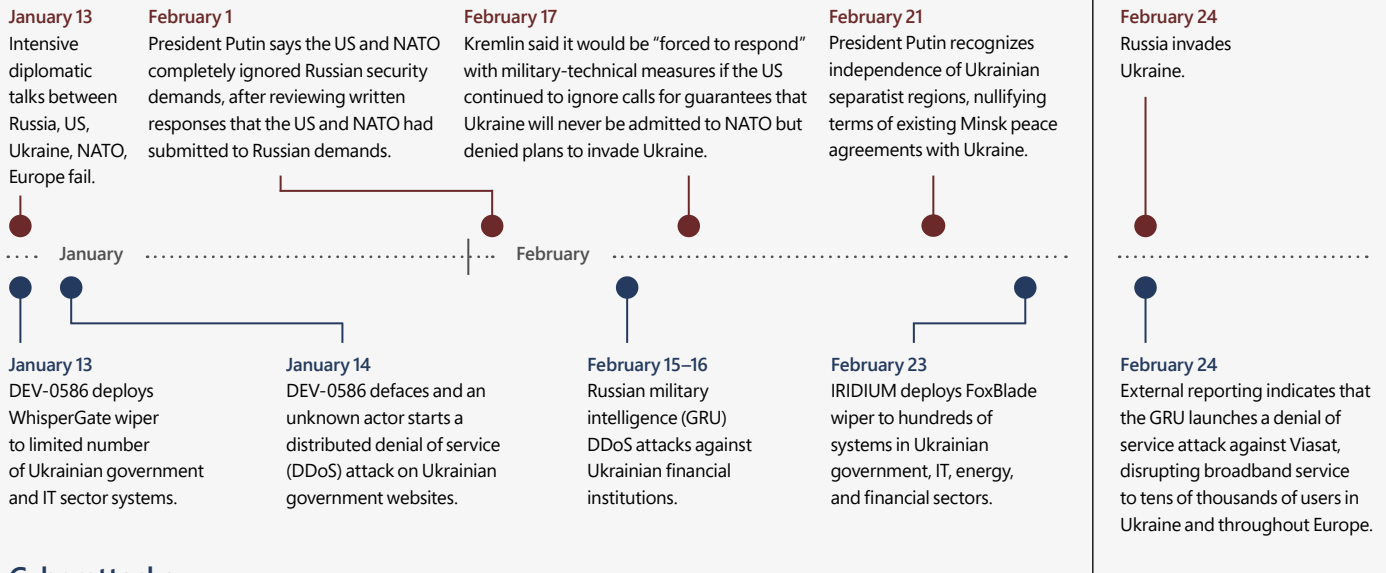 January 13
Intensive
diplomatic
talks between
Russia, US,
Ukraine, NATO,
Europe fail.
February 1
President Putin says the US and NATO
completely ignored Russian security
demands, after reviewing written
responses that the US and NATO had
submitted to Russian demands.
February 17
Kremlin said it would be “forced to respond”
with military-technical measures if the US
continued to ignore calls for guarantees that
Ukraine will never be admitted to NATO but
denied plans to invade Ukraine.
February 21
President Putin recognizes
independence of Ukrainian
separatist regions, nullifying
terms of existing Minsk peace
agreements with Ukraine.
February 24
Russia invades
Ukraine.
January
February
January 13
DEV-0586 deploys
WhisperGate wiper
to limited number
of Ukrainian government
and IT sector systems.
January 14
DEV-0586 defaces and an
unknown actor starts a
distributed denial of service
(DDoS) attack on Ukrainian
government websites.
February 15–16
Russian military
intelligence (GRU)
DDoS attacks against
Ukrainian financial
institutions.
February 23
IRIDIUM deploys FoxBlade
wiper to hundreds of
systems in Ukrainian
government, IT, energy,
and financial sectors.
February 24
External reporting indicates that
the GRU launches a denial of
service attack against Viasat,
disrupting broadband service
to tens of thousands of users in
Ukraine and throughout Europe.